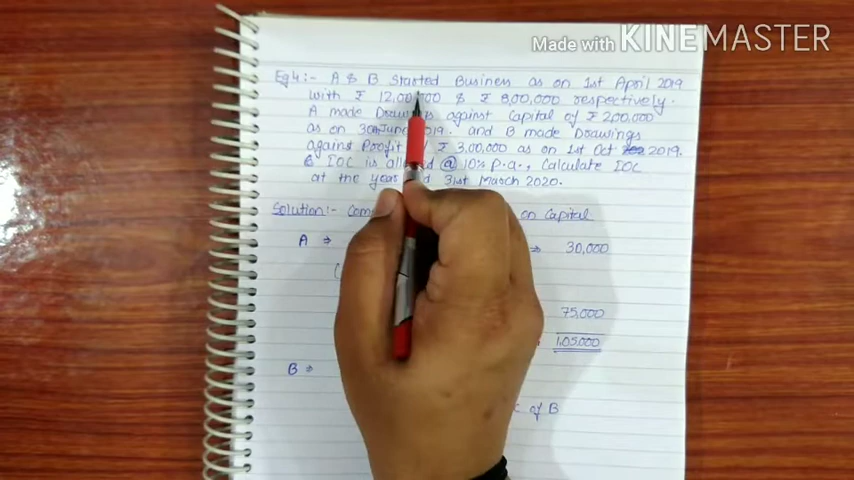 Made with KINEMASTER
Eg4:- A & B started Business as on 1st April 2019
with ₹ 12,00,000 & ₹ 8,00,000 respectively.
A made Drawings against Capital of ₹ 2,00,000
as on 30th June 2019. and B made Drawings
against Profit ₹ 3,00,000 as on 1st Oct 2019.
IOC is allowed @ 10% p.a., Calculate IOC
at the year 31st March 2020.
Solution:- on Capital
A ⇒ ⇒ 30,000
75,000
1,05,000
B ⇒
of B